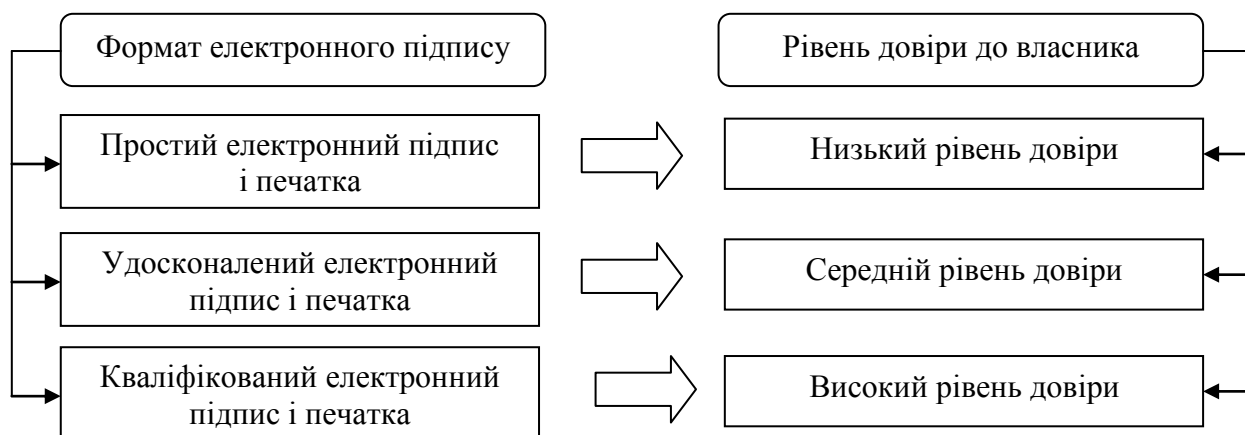 Формат електронного підпису
Рівень довіри до власника
Простий електронний підпис
і печатка
Низький рівень довіри
Удосконалений електронний
підпис і печатка
Середній рівень довіри
Кваліфікований електронний
підпис і печатка
Високий рівень довіри